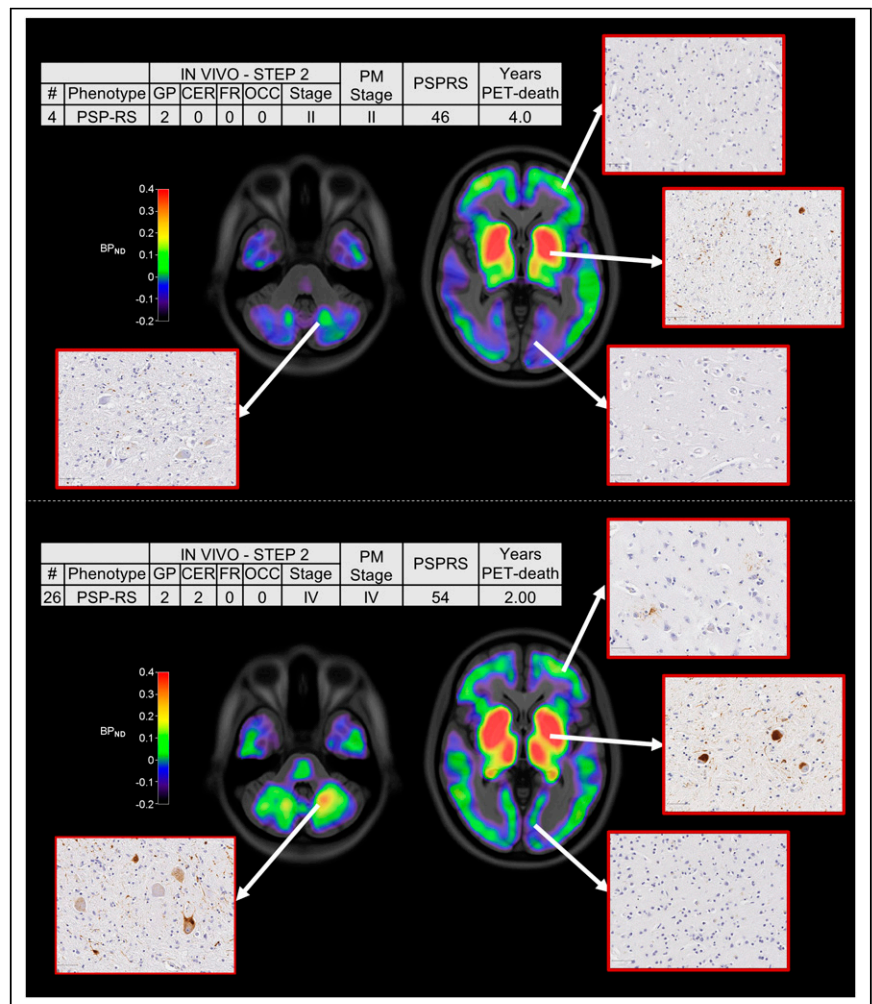 IN VIVO - STEP 2 PM Stage PSPRS Years PET-death
# Phenotype GP CER FR OCC Stage
4 PSP-RS 2 0 0 0 II II 46 4.0
0.4
0.3
0.2
BPND 0.1
0
-0.1
-0.2
IN VIVO - STEP 2 PM Stage PSPRS Years PET-death
# Phenotype GP CER FR OCC Stage
26 PSP-RS 2 2 0 0 IV IV 54 2.00
0.4
0.3
0.2
BPND 0.1
0
-0.1
-0.2